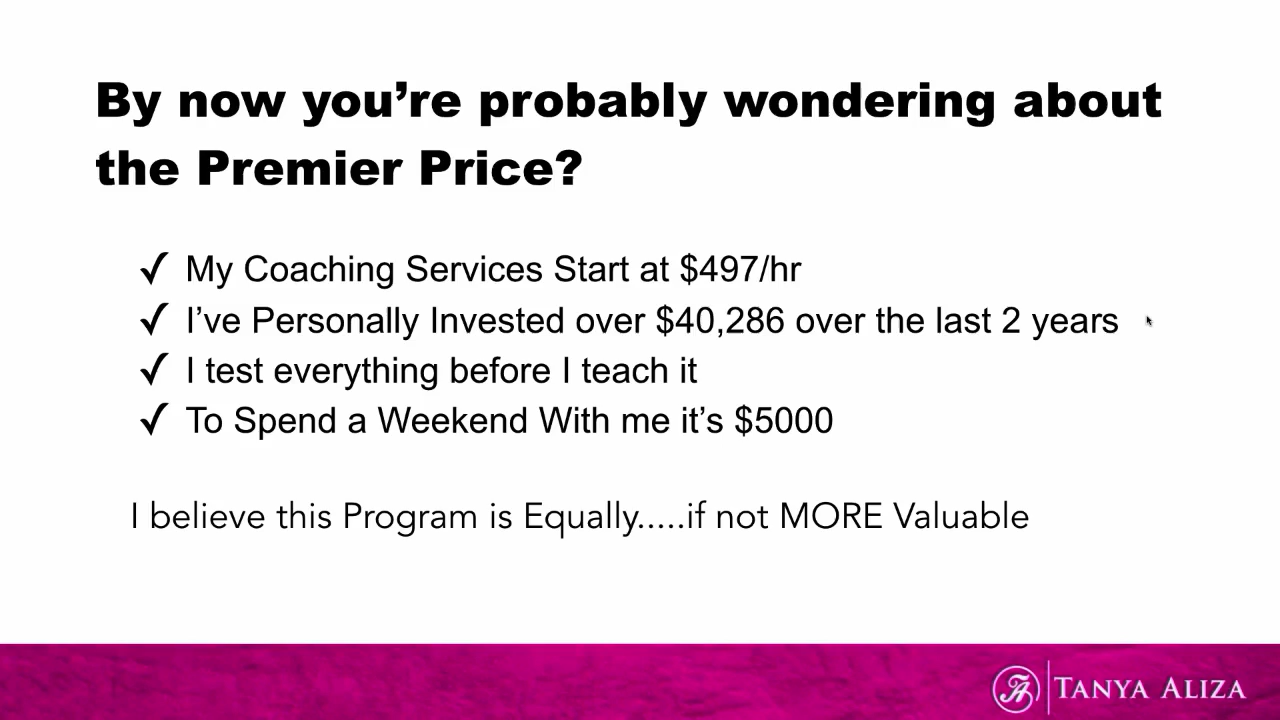 By now you’re probably wondering about
the Premier Price?
✓ My Coaching Services Start at $497/hr
✓ I’ve Personally Invested over $40,286 over the last 2 years
✓ I test everything before I teach it
✓ To Spend a Weekend With me it’s $5000
I believe this Program is Equally.....if not MORE Valuable
TA
TANYA ALIZA